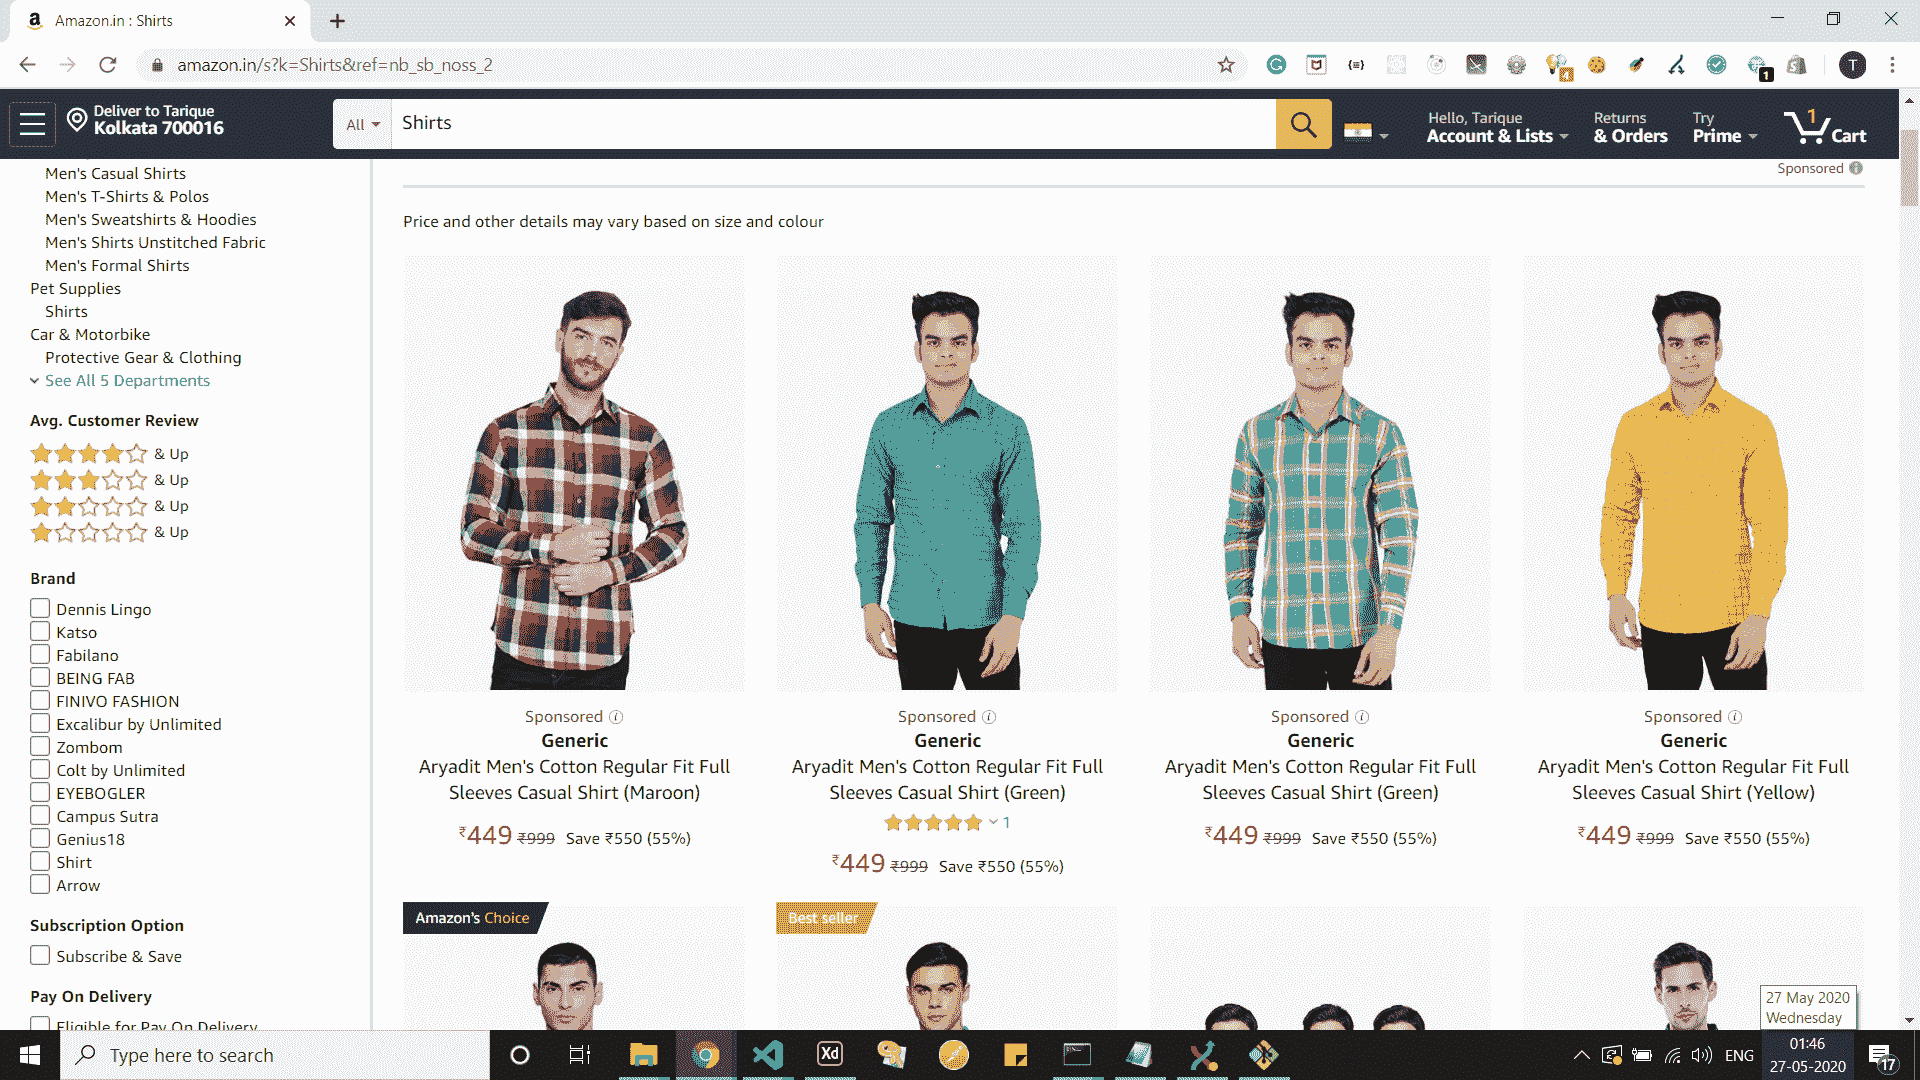 Amazon.in : Shirts
amazon.in/s?k=Shirts&ref=nb_sb_noss_2
4
1
T
Deliver to Tarique
Kolkata 700016
All
Shirts
Hello, Tarique
Account & Lists
Returns
& Orders
Try
Prime
1
Cart
Men's Casual Shirts
Men's T-Shirts & Polos
Men's Sweatshirts & Hoodies
Men's Shirts Unstitched Fabric
Men's Formal Shirts
Pet Supplies
Shirts
Car & Motorbike
Protective Gear & Clothing
See All 5 Departments
Avg. Customer Review
& Up
& Up
& Up
& Up
Brand
Dennis Lingo
Katso
Fabilano
BEING FAB
FINIVO FASHION
Excalibur by Unlimited
Zombom
Colt by Unlimited
EYEBOGLER
Campus Sutra
Genius18
Shirt
Arrow
Subscription Option
Subscribe & Save
Pay On Delivery
Eligible for Pay On Delivery
Sponsored
Price and other details may vary based on size and colour
Sponsored
Generic
Aryadit Men's Cotton Regular Fit Full
Sleeves Casual Shirt (Maroon)
₹449 ₹999 Save ₹550 (55%)
Sponsored
Generic
Aryadit Men's Cotton Regular Fit Full
Sleeves Casual Shirt (Green)
1
₹449 ₹999 Save ₹550 (55%)
Sponsored
Generic
Aryadit Men's Cotton Regular Fit Full
Sleeves Casual Shirt (Green)
₹449 ₹999 Save ₹550 (55%)
Sponsored
Generic
Aryadit Men's Cotton Regular Fit Full
Sleeves Casual Shirt (Yellow)
₹449 ₹999 Save ₹550 (55%)
Amazon's Choice
Best seller
27 May 2020
Wednesday
Type here to search
Xd
ENG
01:46
27-05-2020
17